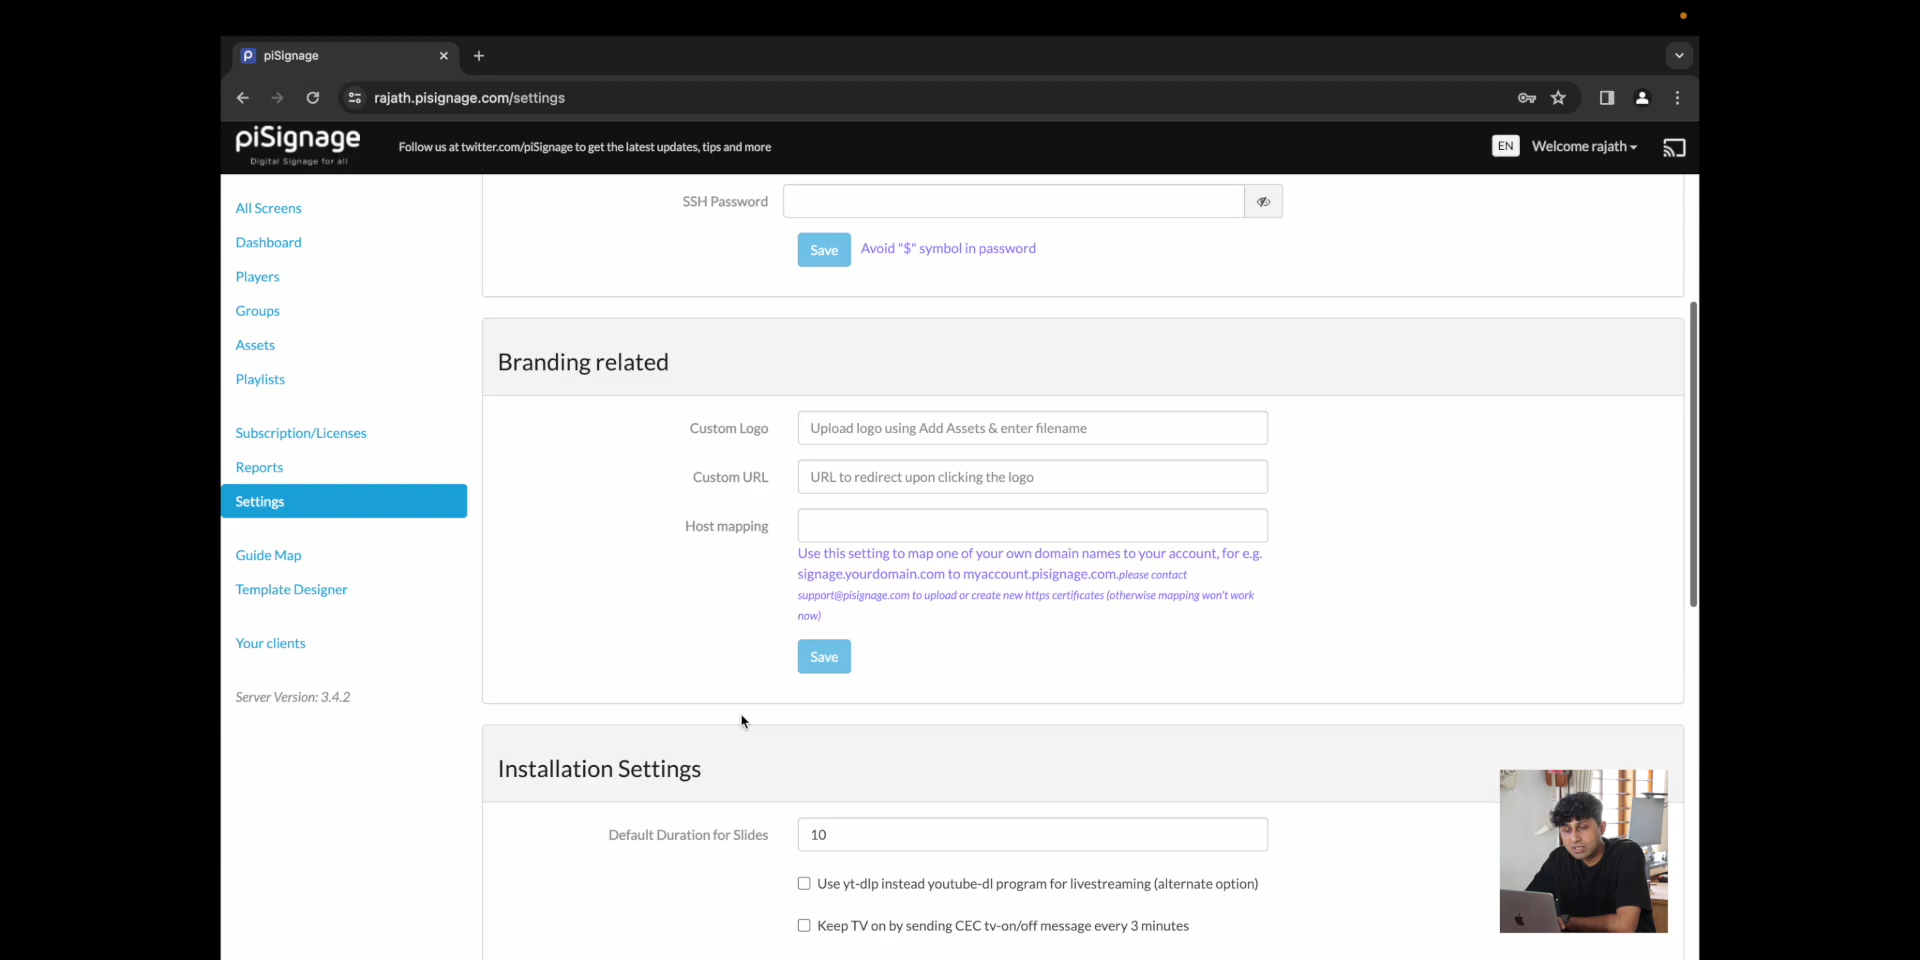 piSignage
rajath.pisignage.com/settings
piSignage
Digital Signage for all
Follow us at twitter.com/piSignage to get the latest updates, tips and more
EN
Welcome rajath
All Screens
Dashboard
Players
Groups
Assets
Playlists
Subscription/Licenses
Reports
Settings
Guide Map
Template Designer
Your clients
Server Version: 3.4.2
SSH Password
Save
Avoid "$" symbol in password
Branding related
Custom Logo
Upload logo using Add Assets & enter filename
Custom URL
URL to redirect upon clicking the logo
Host mapping
Use this setting to map one of your own domain names to your account, for e.g.
signage.yourdomain.com to myaccount.pisignage.com.please contact
support@pisignage.com to upload or create new https certificates (otherwise mapping won't work
now)
Save
Installation Settings
Default Duration for Slides
10
Use yt-dlp instead youtube-dl program for livestreaming (alternate option)
Keep TV on by sending CEC tv-on/off message every 3 minutes